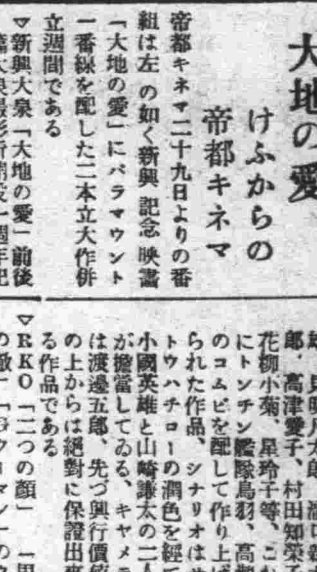 大地の愛
けふからの
帝都キネマ
帝都キネマ二十九日よりの番
組は左の如く新興記念映畫
「大地の愛」にパラマウント
一番線を配した二本立大作併
立週間である
▽新興大泉「大地の愛」前後
郎、高津愛子、村田知榮子
花柳小菊、星玲子等、こ
にトンチン艦隊鳥羽、高
のコムビを配して作り上げ
られた作品、シナリオは
トウハチローの潤色を經
小國英雄と山崎謙太の二人
が擔當してゐる、キヤメ
は渡邊五郎、先づ興行價
の上からは絕對に保證出來
る作品である
▽RKO「二つの顏」